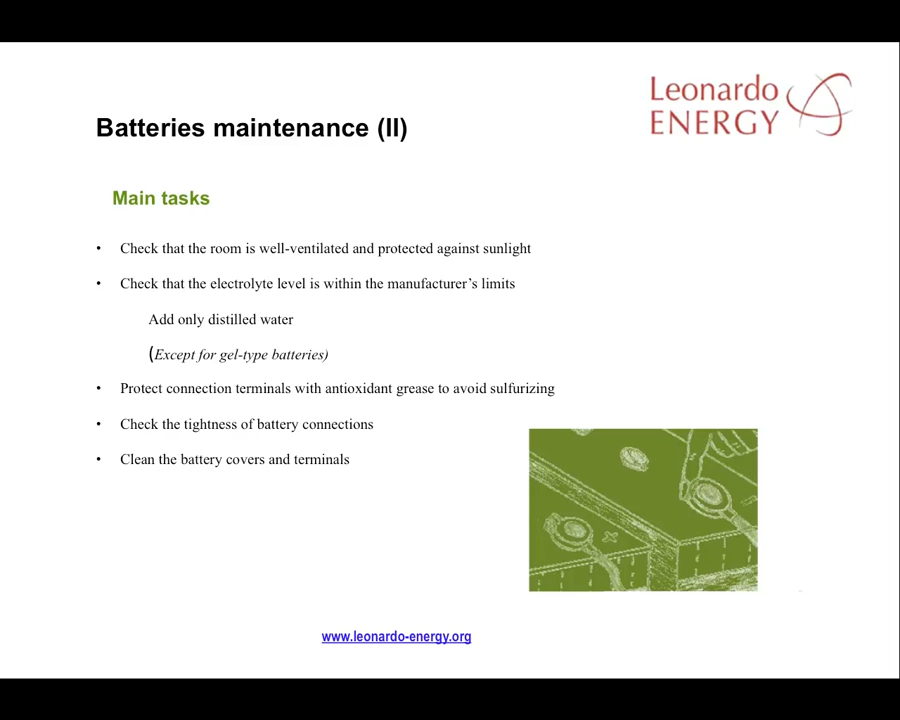 Leonardo
ENERGY
Batteries maintenance (II)
Main tasks
• Check that the room is well-ventilated and protected against sunlight
• Check that the electrolyte level is within the manufacturer’s limits
Add only distilled water
(Except for gel-type batteries)
• Protect connection terminals with antioxidant grease to avoid sulfurizing
• Check the tightness of battery connections
• Clean the battery covers and terminals
www.leonardo-energy.org